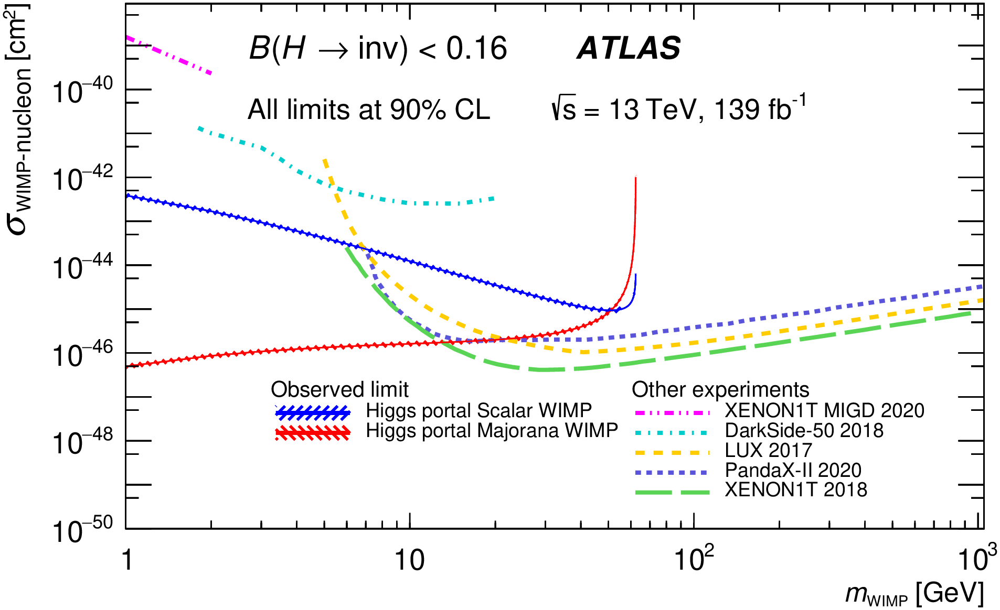 B(H → inv) < 0.16
ATLAS
All limits at 90% CL
√s = 13 TeV, 139 fb⁻¹
σ WIMP-nucleon [cm²]
10⁻⁴⁰
10⁻⁴²
10⁻⁴⁴
10⁻⁴⁶
10⁻⁴⁸
10⁻⁵⁰
Observed limit
Higgs portal Scalar WIMP
Higgs portal Majorana WIMP
Other experiments
XENON1T MIGD 2020
DarkSide-50 2018
LUX 2017
PandaX-II 2020
XENON1T 2018
1 10 10² 10³
m WIMP [GeV]